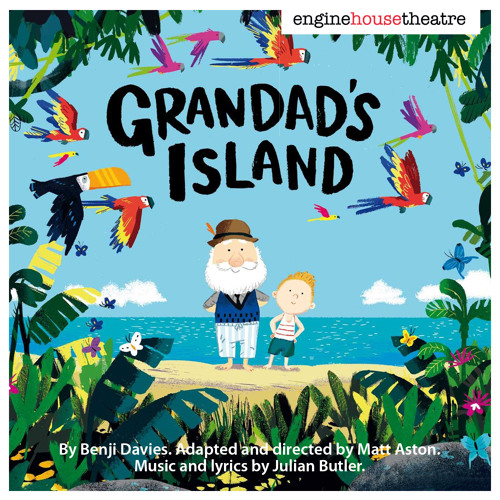 enginehousetheatre
GRANDAD'S
ISLAND
By Benji Davies. Adapted and directed by Matt Aston.
Music and lyrics by Julian Butler.